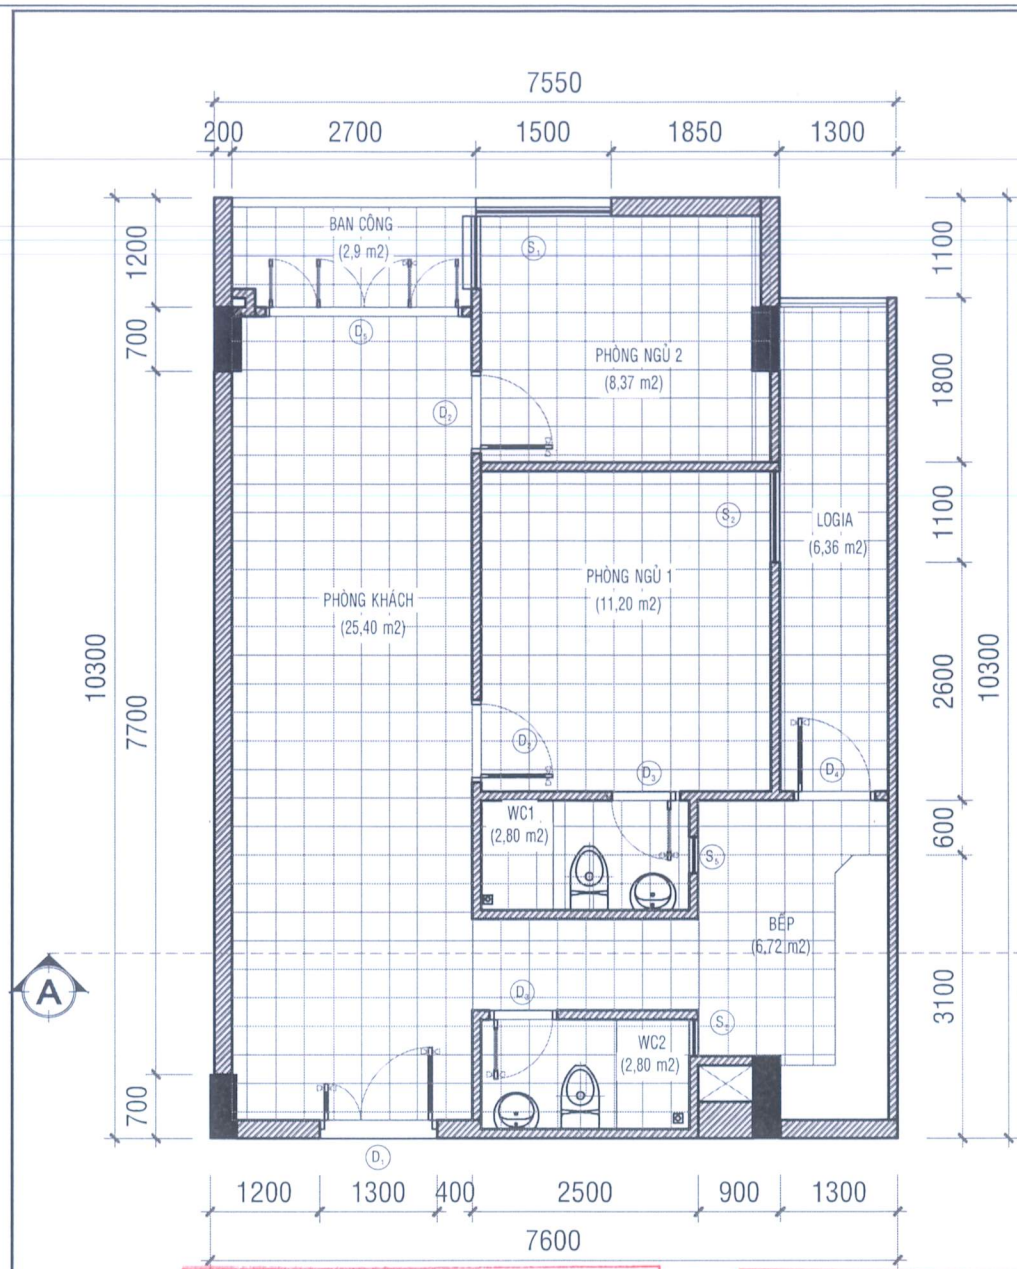 7550
200 2700 1500 1850 1300
BAN CÔNG
(2,9 m2)
S₁
1200
1100
D₅
700
PHÒNG NGỦ 2
(8,37 m2)
1800
D₂
S₂
1100
LOGIA
(6,36 m2)
PHÒNG NGỦ 1
(11,20 m2)
PHÒNG KHÁCH
(25,40 m2)
10300
7700
2600
10300
D₂
D₃
D₄
WC1
(2,80 m2)
600
S₅
BẾP
(6,72 m2)
A
3100
D₃
WC2
(2,80 m2)
700
D₁
1200 1300 400 2500 900 1300
7600